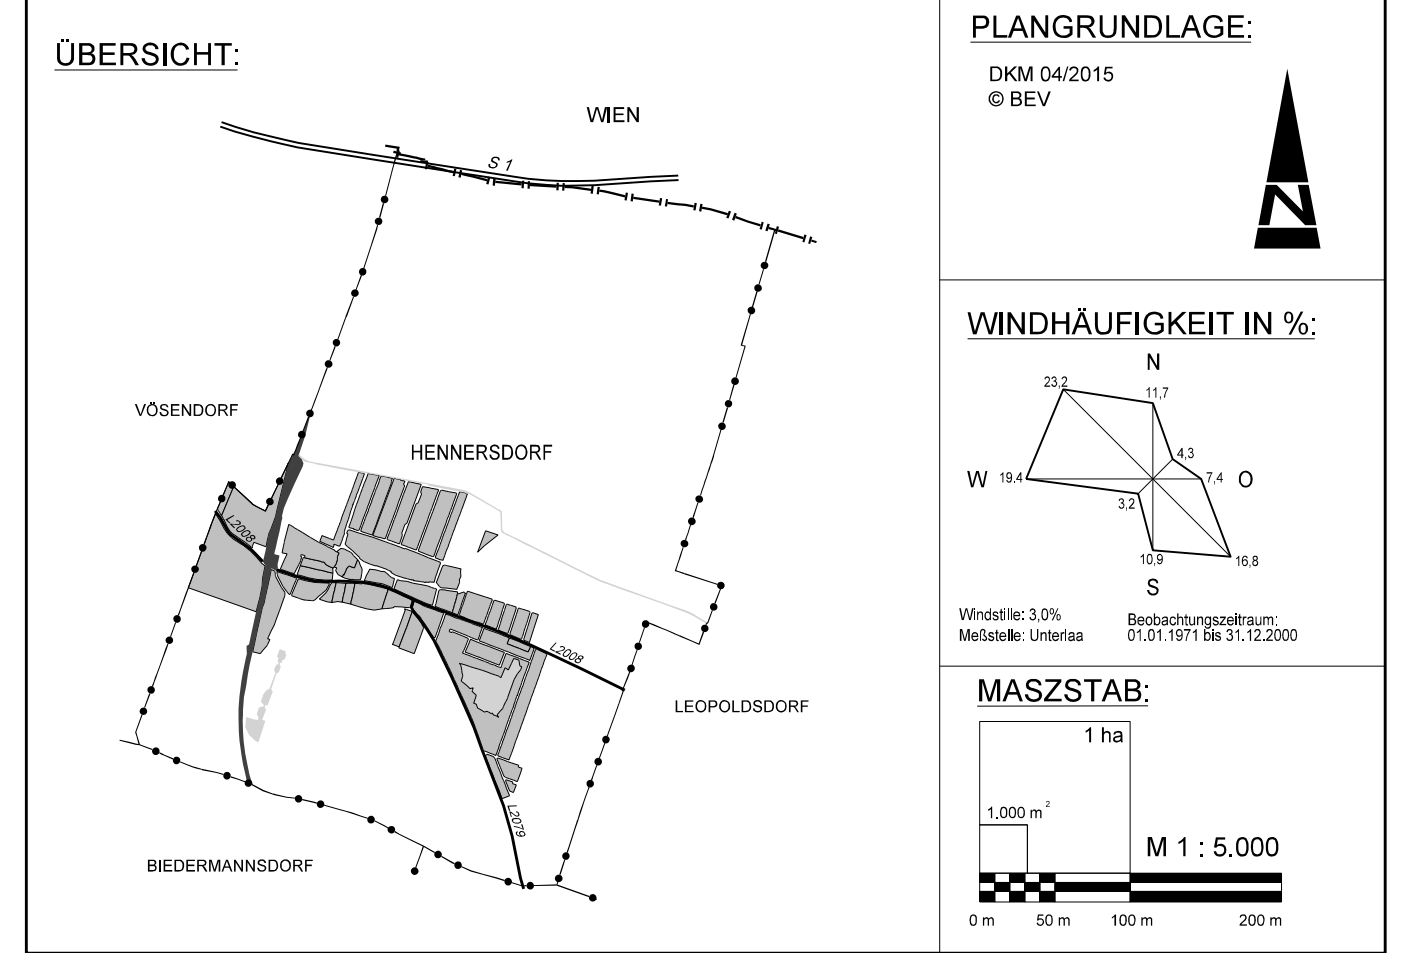 ÜBERSICHT:
WIEN
S 1
VÖSENDORF
HENNERSDORF
L2008
L2008
LEOPOLDSDORF
L2079
BIEDERMANNSDORF
PLANGRUNDLAGE:
DKM 04/2015
© BEV
N
WINDHÄUFIGKEIT IN %:
N
23,2
11,7
4,3
W
19.4
7,4
O
3,2
10,9
16,8
S
Windstille: 3,0%
Meßstelle: Unterlaa
Beobachtungszeitraum:
01.01.1971 bis 31.12.2000
MASZSTAB:
1 ha
1.000 m²
M 1 : 5.000
0 m 50 m 100 m 200 m